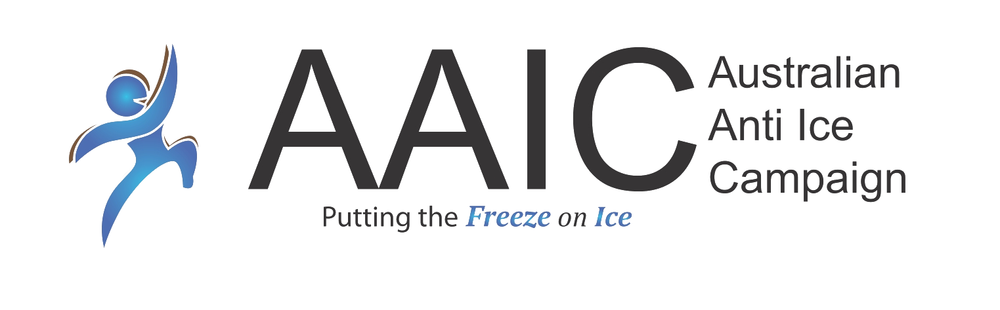 AAIC
Australian
Anti Ice
Campaign
Putting the Freeze on Ice